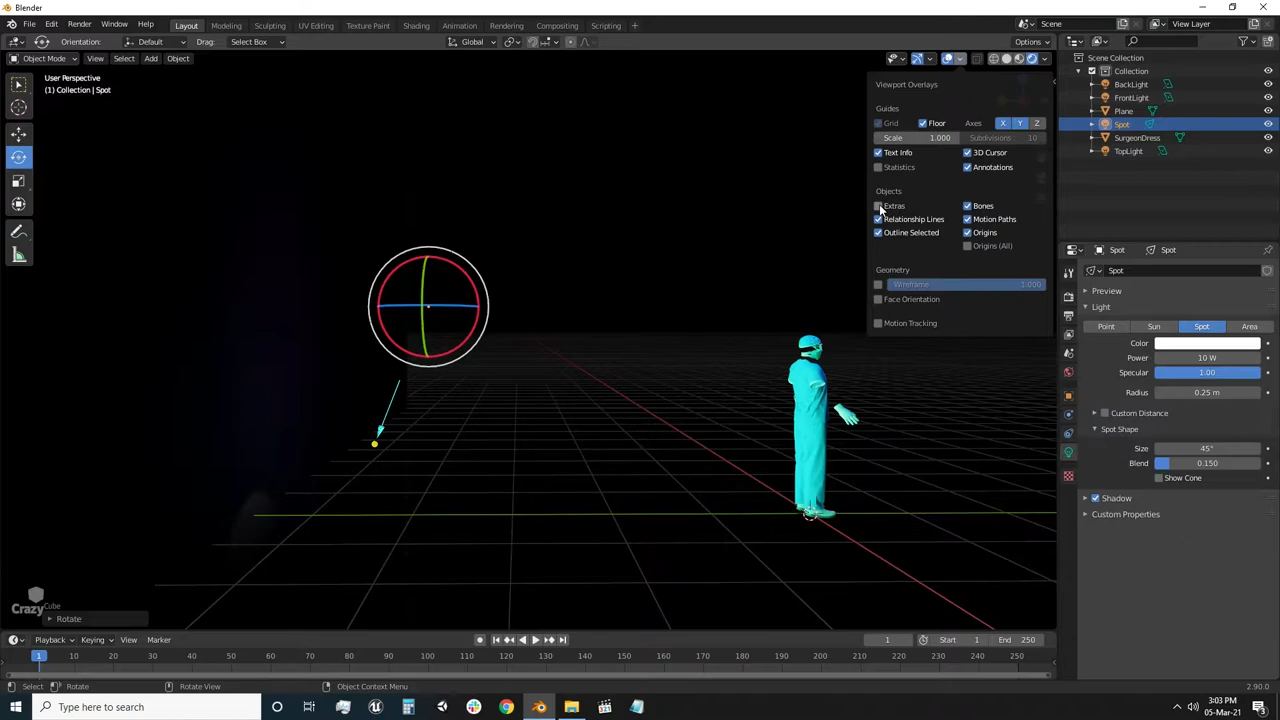 Blender
File Edit Render Window Help Layout Modeling Sculpting UV Editing Texture Paint Shading Animation Rendering Compositing Scripting Scene View Layer
Orientation: Default Drag: Select Box Global Options
Object Mode View Select Add Object
User Perspective
(1) Collection | Spot
Viewport Overlays
Guides
Grid Floor Axes X Y Z
Scale 1.000 Subdivisions 10
Text Info 3D Cursor
Statistics Annotations
Objects
Extras Bones
Relationship Lines Motion Paths
Outline Selected Origins
Origins (All)
Geometry
Wireframe 1.000
Face Orientation
Motion Tracking
Scene Collection
Collection
BackLight
FrontLight
Plane
Spot
SurgeonDress
TopLight
Spot Spot
Spot
Preview
Light
Point Sun Spot Area
Color
Power 10 W
Specular 1.00
Radius 0.25 m
Custom Distance
Spot Shape
Size 45°
Blend 0.150
Show Cone
Shadow
Custom Properties
Crazy Cube
Rotate
Playback Keying View Marker 1 Start 1 End 250
1 10 20 30 40 50 60 70 80 90 100 110 120 130 140 150 160 170 180 190 200 210 220 230 240 250
Select Rotate Rotate View Object Context Menu 2.90.0
Type here to search
3:03 PM
05-Mar-21